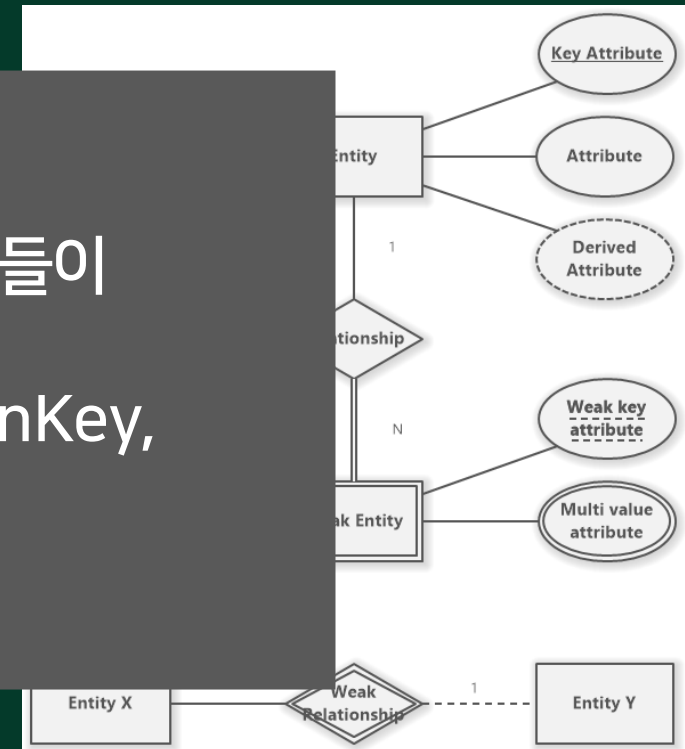 Key Attribute
Entity
Attribute
Derived
Attribute
1
들이
tionship
nKey,
N
Weak key
attribute
ak Entity
Multi value
attribute
Entity X
Weak
Relationship
1
Entity Y